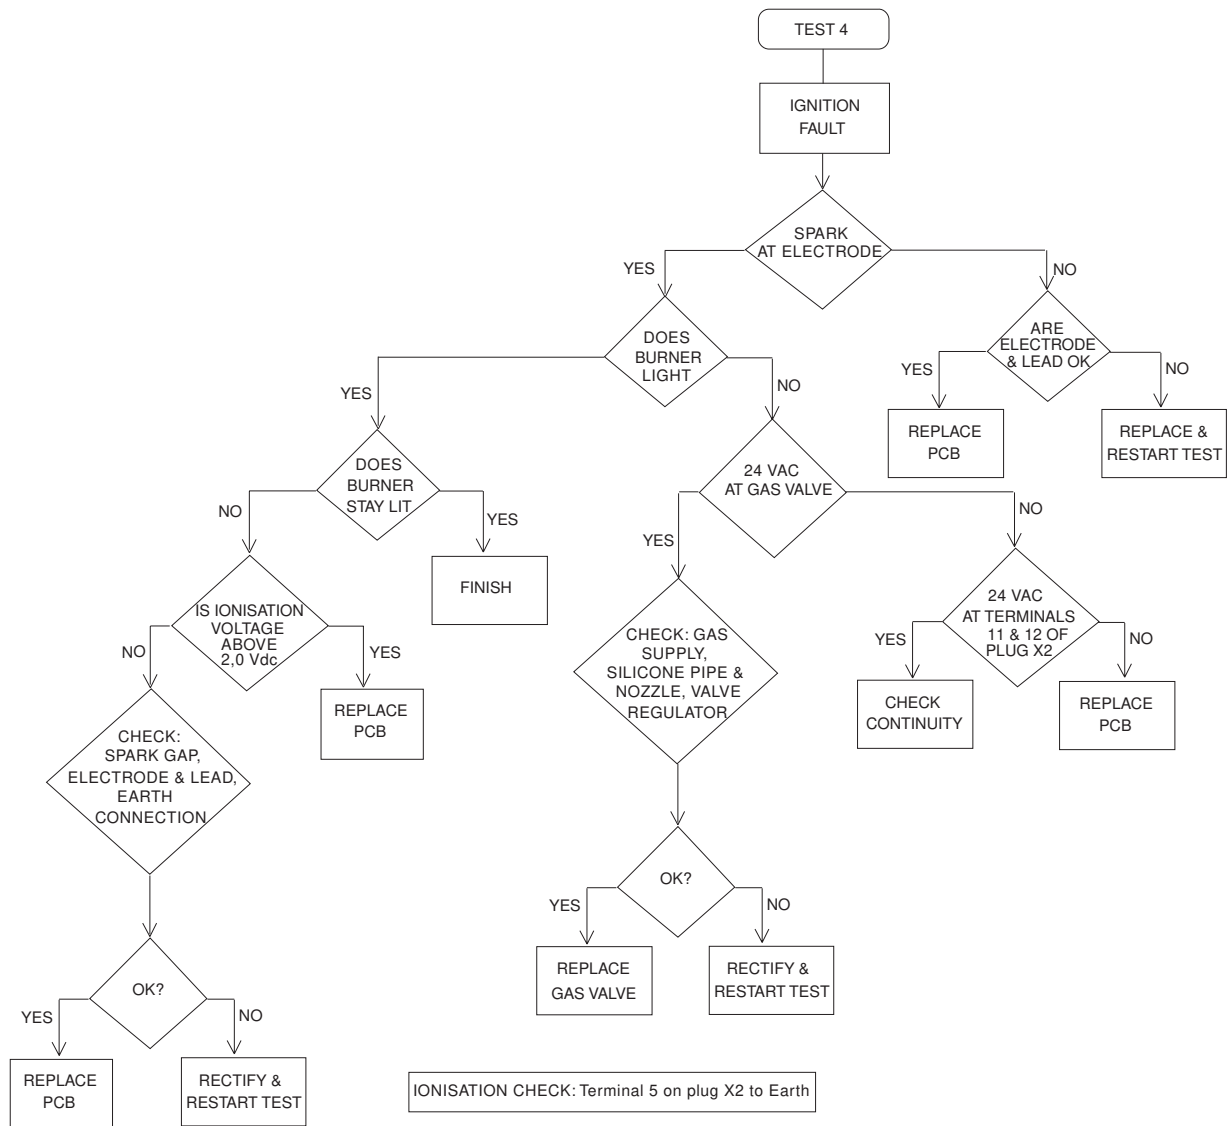 TEST 4
IGNITION
FAULT
SPARK
AT ELECTRODE
YES
NO
DOES
BURNER
LIGHT
ARE
ELECTRODE
& LEAD OK
YES
NO
YES
NO
REPLACE
PCB
REPLACE &
RESTART TEST
DOES
BURNER
STAY LIT
24 VAC
AT GAS VALVE
NO
YES
YES
NO
FINISH
IS IONISATION
VOLTAGE
ABOVE
2,0 Vdc
24 VAC
AT TERMINALS
11 & 12 OF
PLUG X2
NO
YES
YES
NO
CHECK: GAS
SUPPLY,
SILICONE PIPE &
NOZZLE, VALVE
REGULATOR
REPLACE
PCB
CHECK
CONTINUITY
REPLACE
PCB
CHECK:
SPARK GAP,
ELECTRODE & LEAD,
EARTH
CONNECTION
OK?
YES
NO
REPLACE
GAS VALVE
RECTIFY &
RESTART TEST
OK?
YES
NO
REPLACE
PCB
RECTIFY &
RESTART TEST
IONISATION CHECK: Terminal 5 on plug X2 to Earth